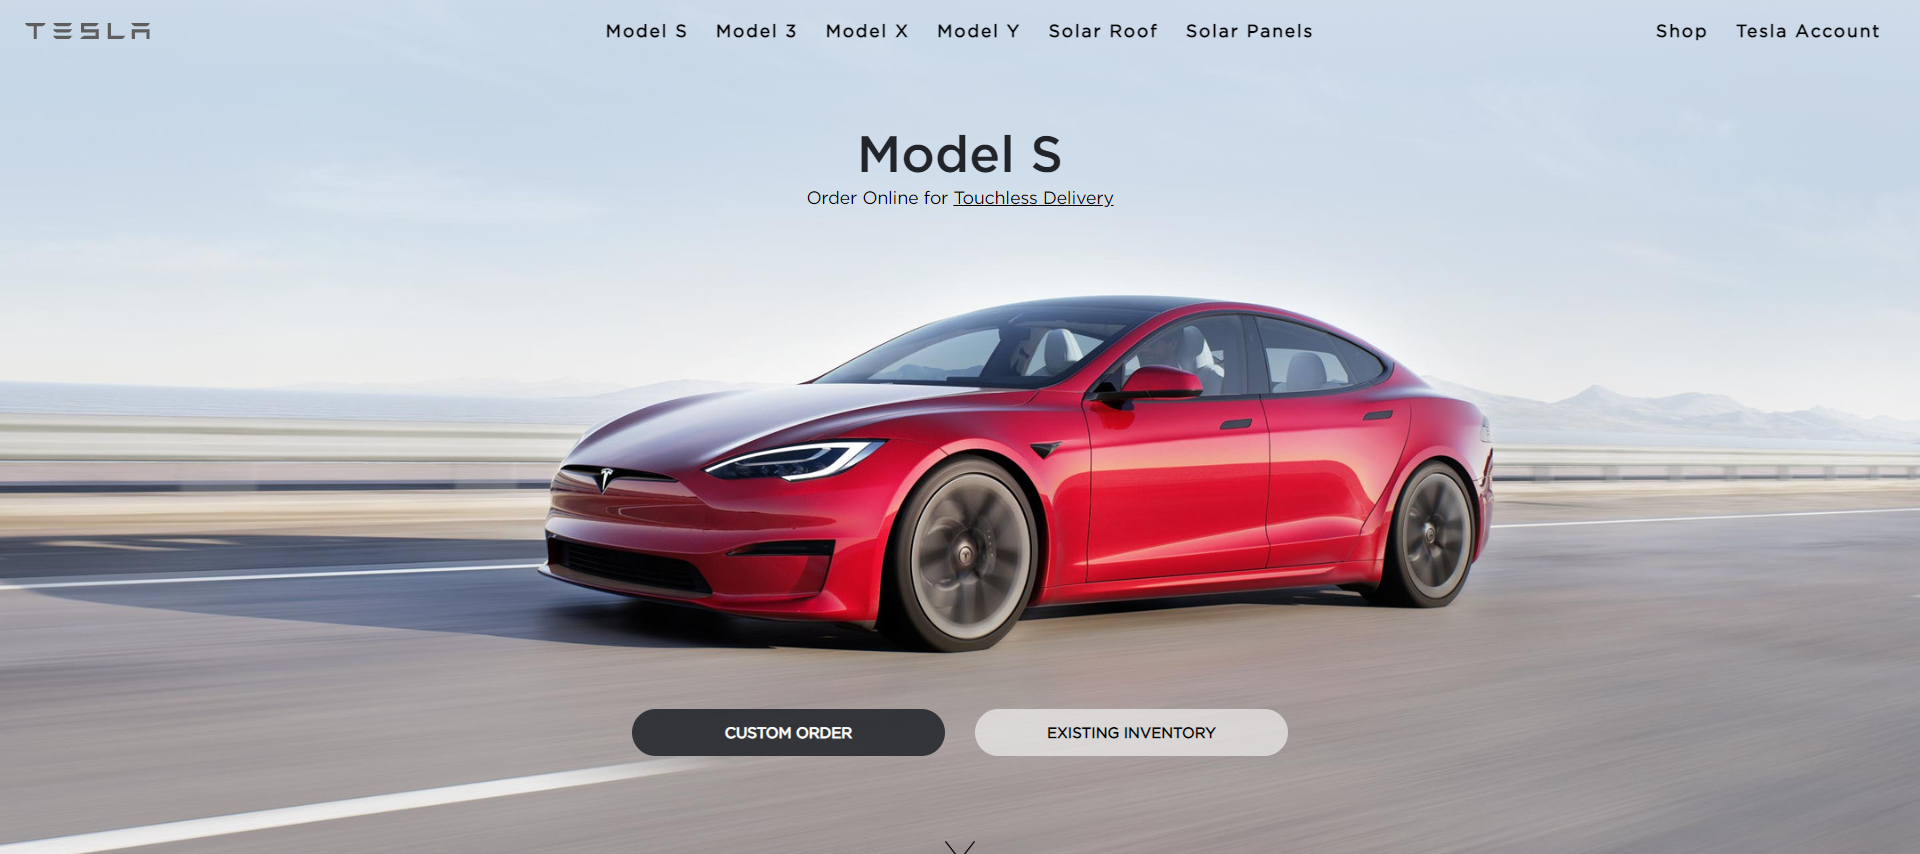 TESLA
Model S Model 3 Model X Model Y Solar Roof Solar Panels
Shop Tesla Account
Model S
Order Online for Touchless Delivery
CUSTOM ORDER
EXISTING INVENTORY